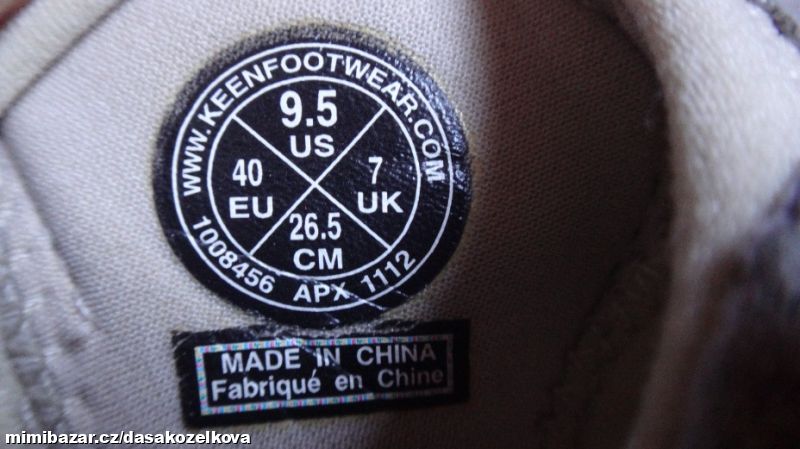 WWW.KEENFOOTWEAR.COM
9.5
US
40
EU
7
UK
26.5
CM
1008456 APX 1112
MADE IN CHINA
Fabriqué en Chine
mimibazar.cz/dasakozelkova